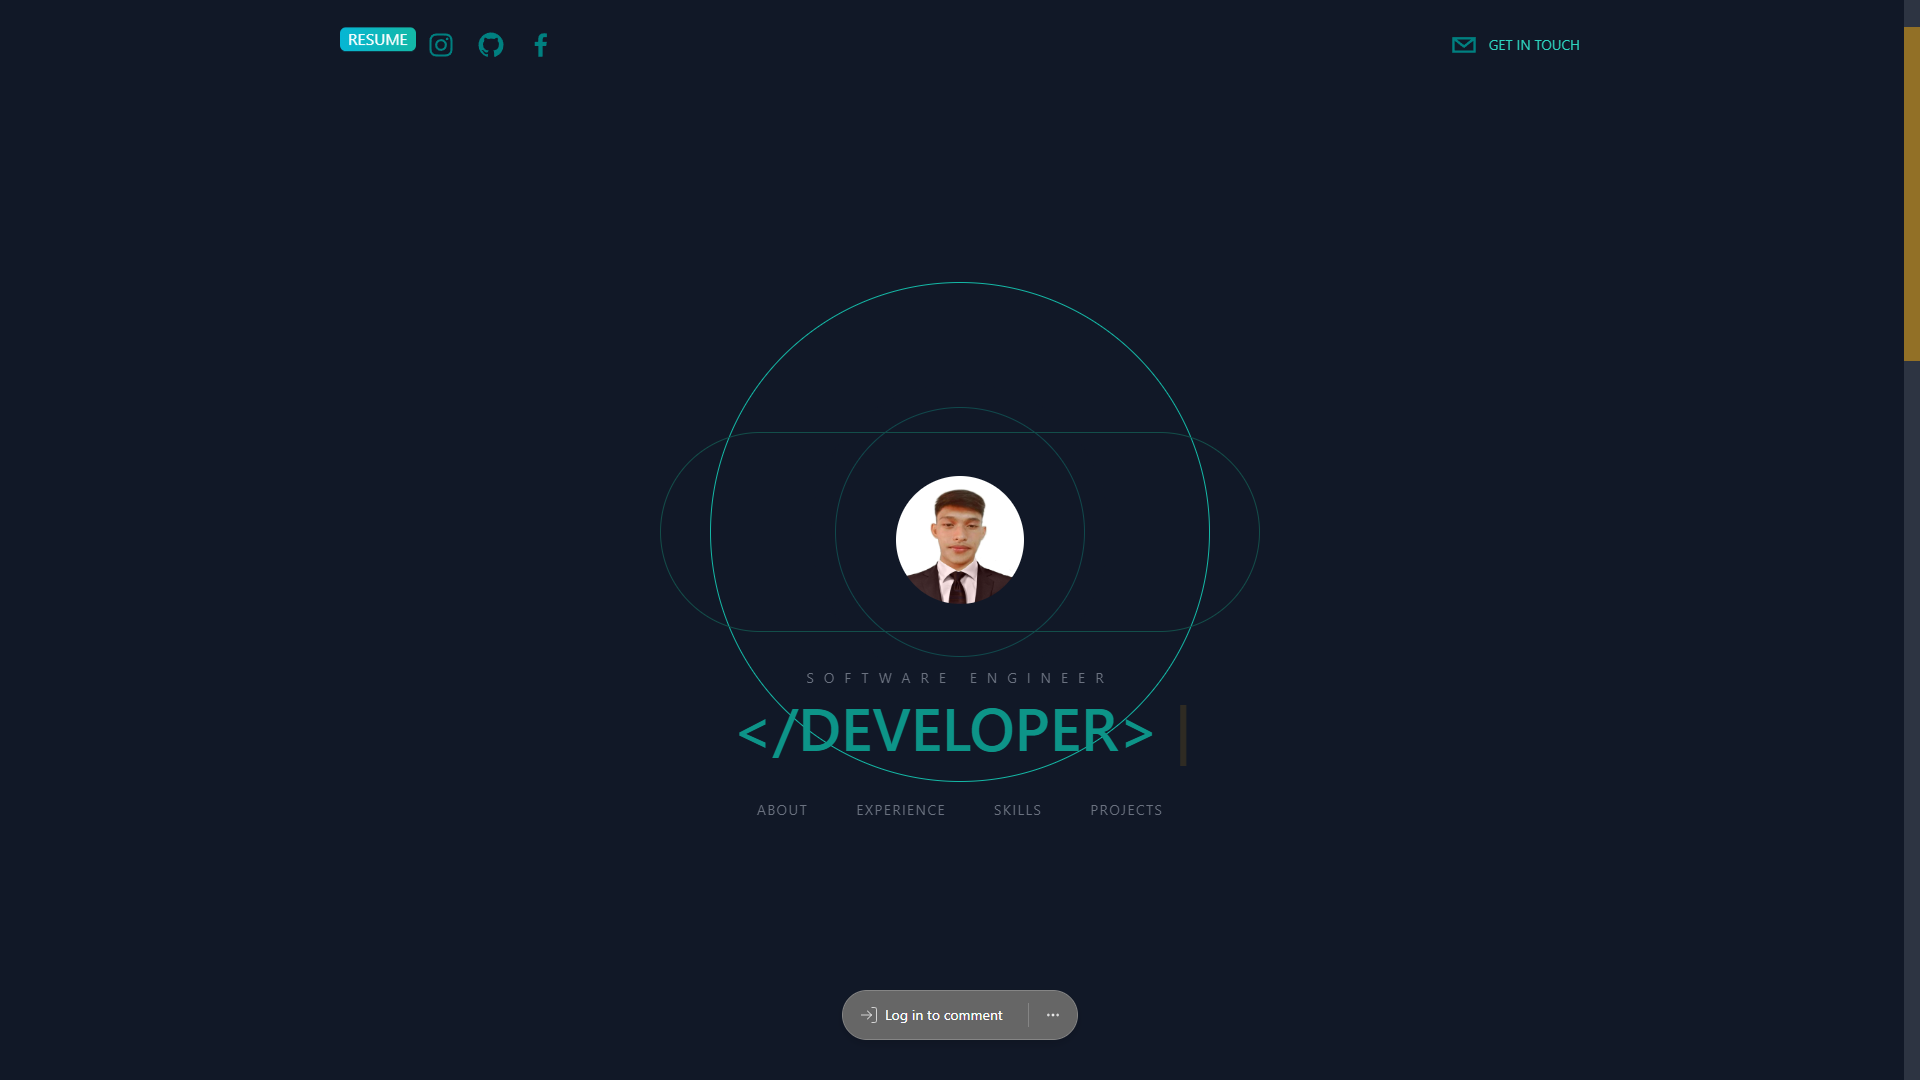 RESUME
GET IN TOUCH
SOFTWARE ENGINEER
</DEVELOPER>
ABOUT EXPERIENCE SKILLS PROJECTS
Log in to comment